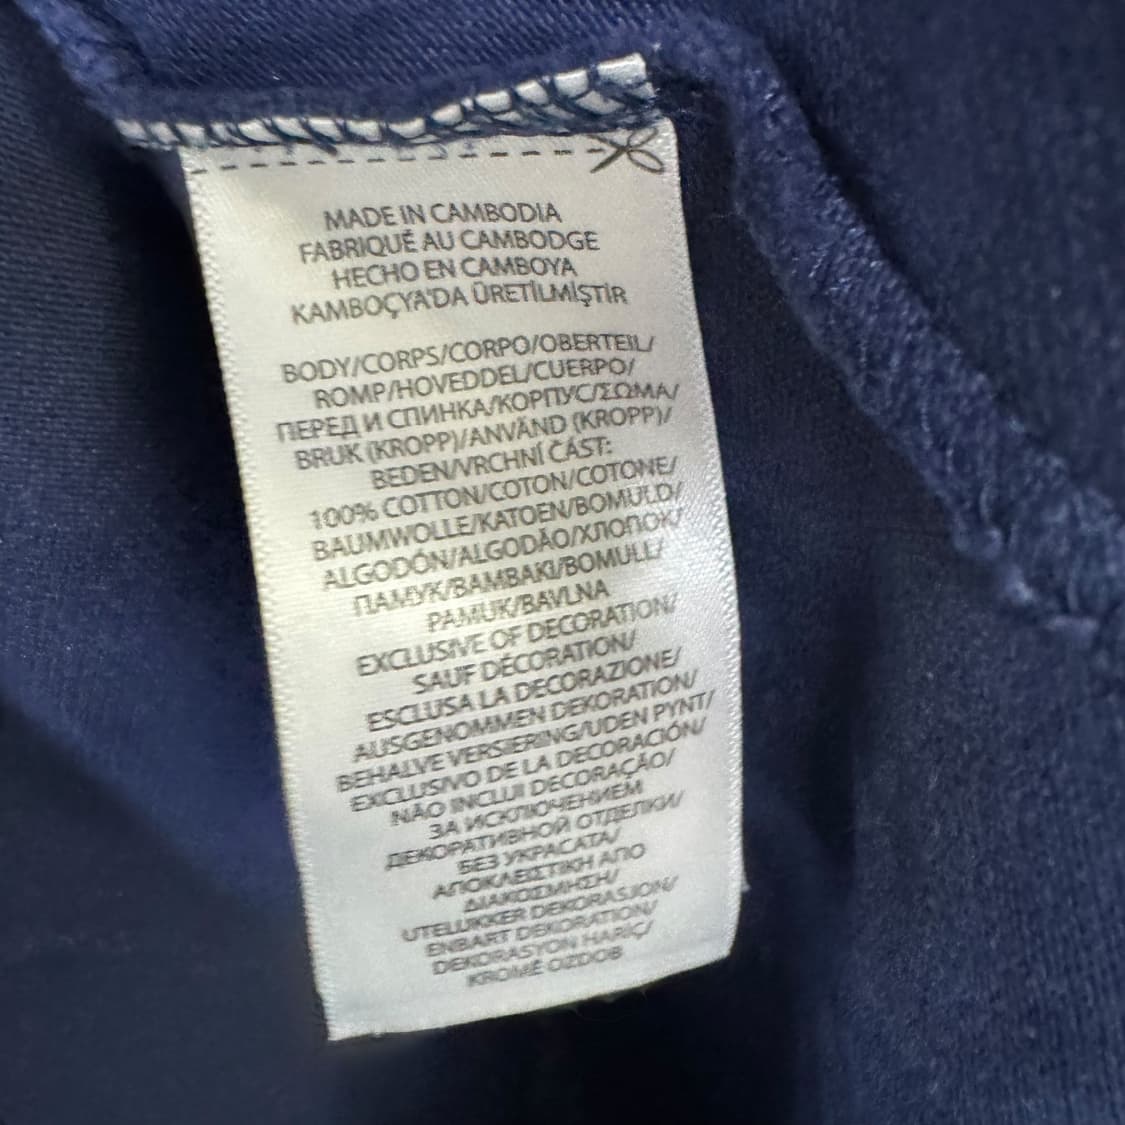 MADE IN CAMBODIA
FABRIQUÉ AU CAMBODGE
HECHO EN CAMBOYA
KAMBOÇYA'DA ÜRETİLMİŞTİR
BODY/CORPS/CORPO/OBERTEIL/
ROMP/HOVEDDEL/CUERPO/
ПЕРЕД И СПИНКА/КОРПУС/ΣΩΜΑ/
BRUK (KROPP)/ANVÄND (KROPP)/
BEDEN/VRCHNÍ ČÁST:
100% COTTON/COTON/COTONE/
BAUMWOLLE/KATOEN/BOMULD/
ALGODÓN/ALGODÃO/ХЛОПОК/
ПАМУК/ΒΑΜΒΑΚΙ/BOMULL/
PAMUK/BAVLNA
EXCLUSIVE OF DECORATION/
SAUF DÉCORATION/
ESCLUSA LA DECORAZIONE/
AUSGENOMMEN DEKORATION/
BEHALVE VERSIERING/UDEN PYNT/
EXCLUSIVO DE LA DECORACIÓN/
NÃO INCLUI DECORAÇÃO/
ЗА ИСКЛЮЧЕНИЕМ
ДЕКОРАТИВНОЙ ОТДЕЛКИ/
БЕЗ УКРАСАТА/
ΑΠΟΚΛΕΙΣΤΙΚΗ ΑΠΟ
ΔΙΑΚΟΣΜΗΣΗ/
UTELUKKER DEKORASJON/
ENBART DEKORATION/
DEKORASYON HARİÇ/
KROMĚ OZDOB